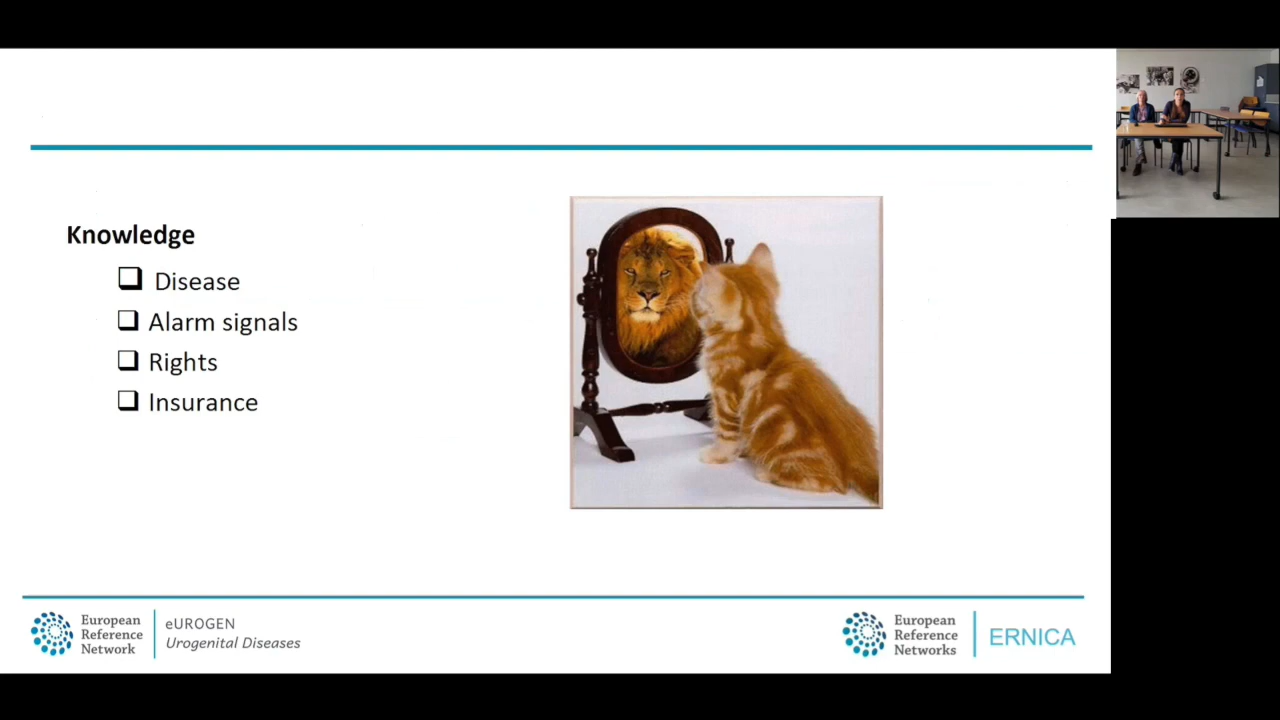 Knowledge
Disease
Alarm signals
Rights
Insurance
European
Reference
Network
eUROGEN
Urogenital Diseases
European
Reference
Networks
ERNICA